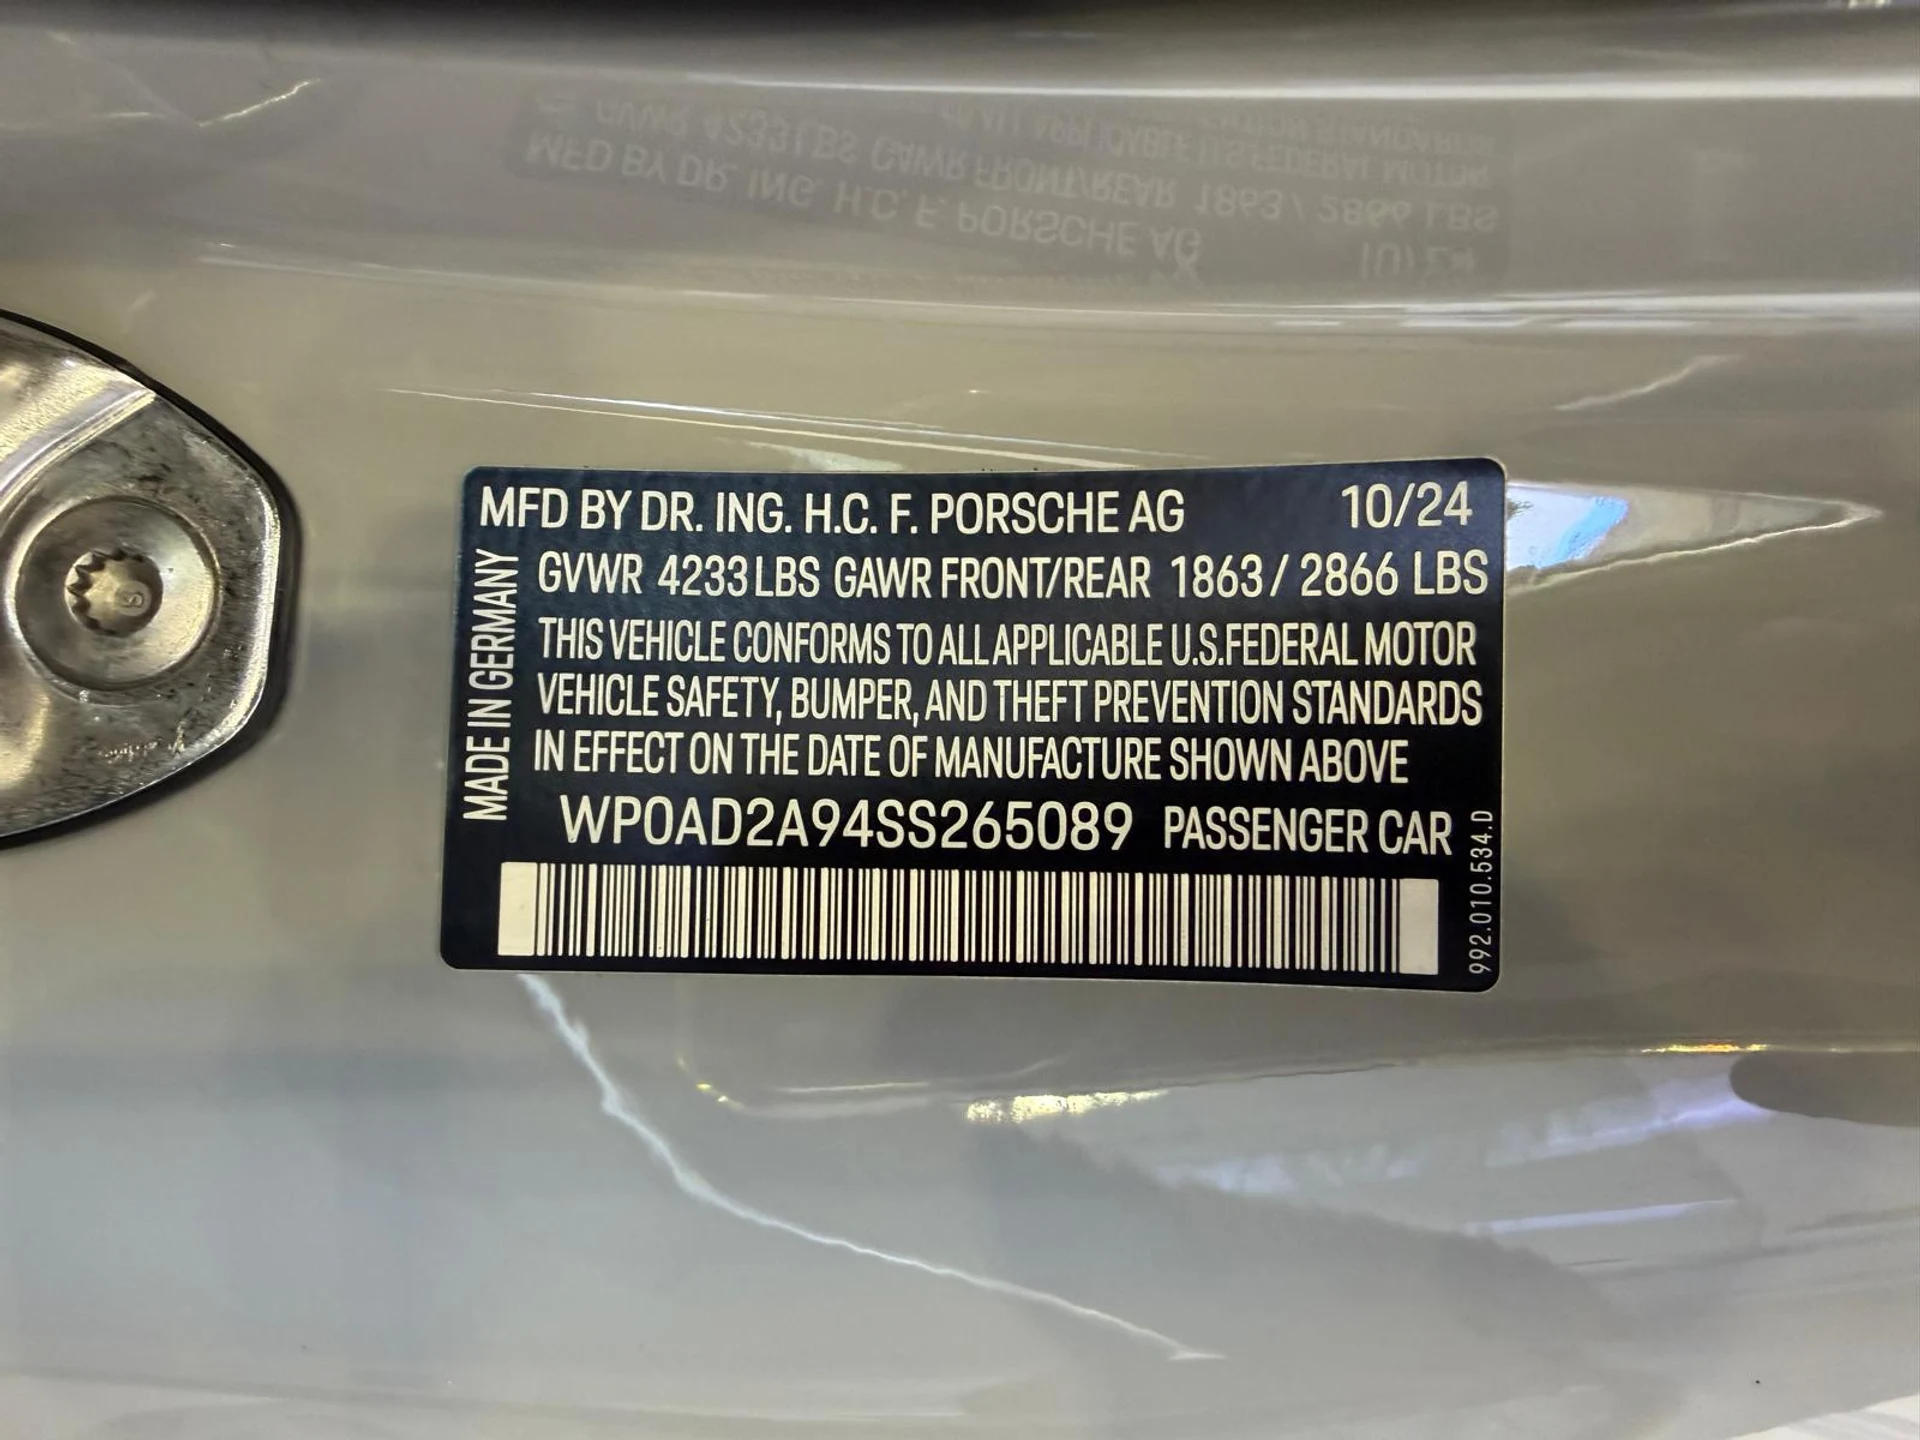 MFD BY DR. ING. H.C. F. PORSCHE AG 10/24
GVWR 4233 LBS GAWR FRONT/REAR 1863 / 2866 LBS
THIS VEHICLE CONFORMS TO ALL APPLICABLE U.S.FEDERAL MOTOR
VEHICLE SAFETY, BUMPER, AND THEFT PREVENTION STANDARDS
IN EFFECT ON THE DATE OF MANUFACTURE SHOWN ABOVE
WP0AD2A94SS265089 PASSENGER CAR
MADE IN GERMANY
992.010.534.D